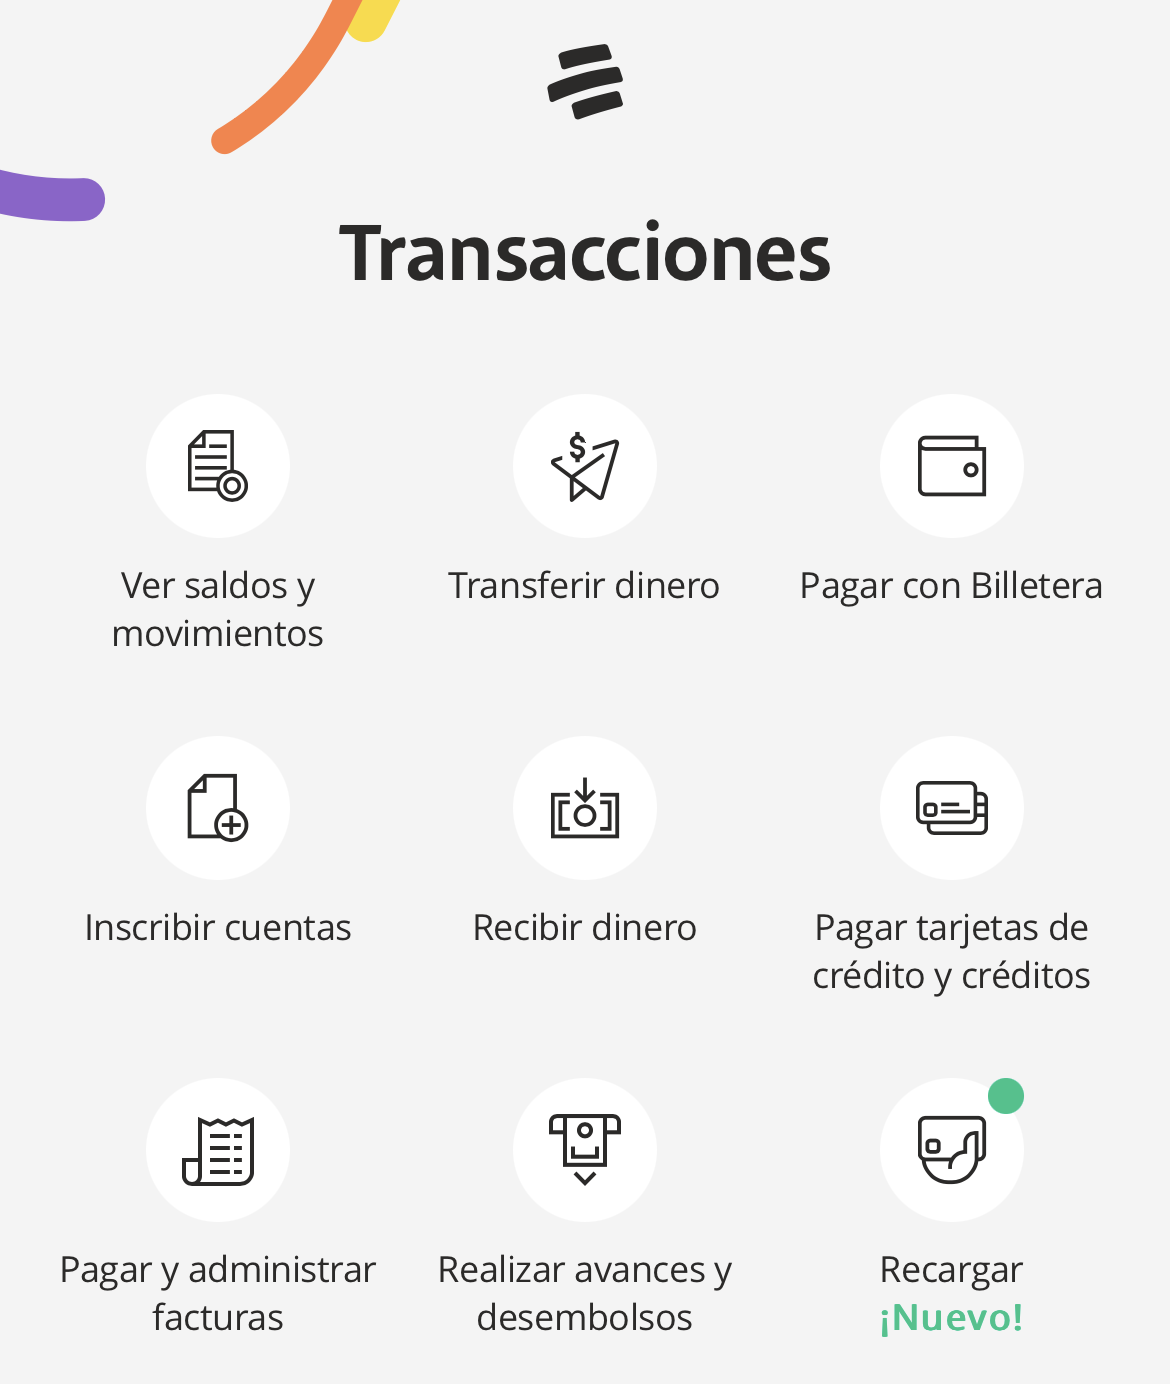 Transacciones
Ver saldos y
movimientos
Transferir dinero
Pagar con Billetera
Inscribir cuentas
Recibir dinero
Pagar tarjetas de
crédito y créditos
Pagar y administrar
facturas
Realizar avances y
desembolsos
Recargar
¡Nuevo!